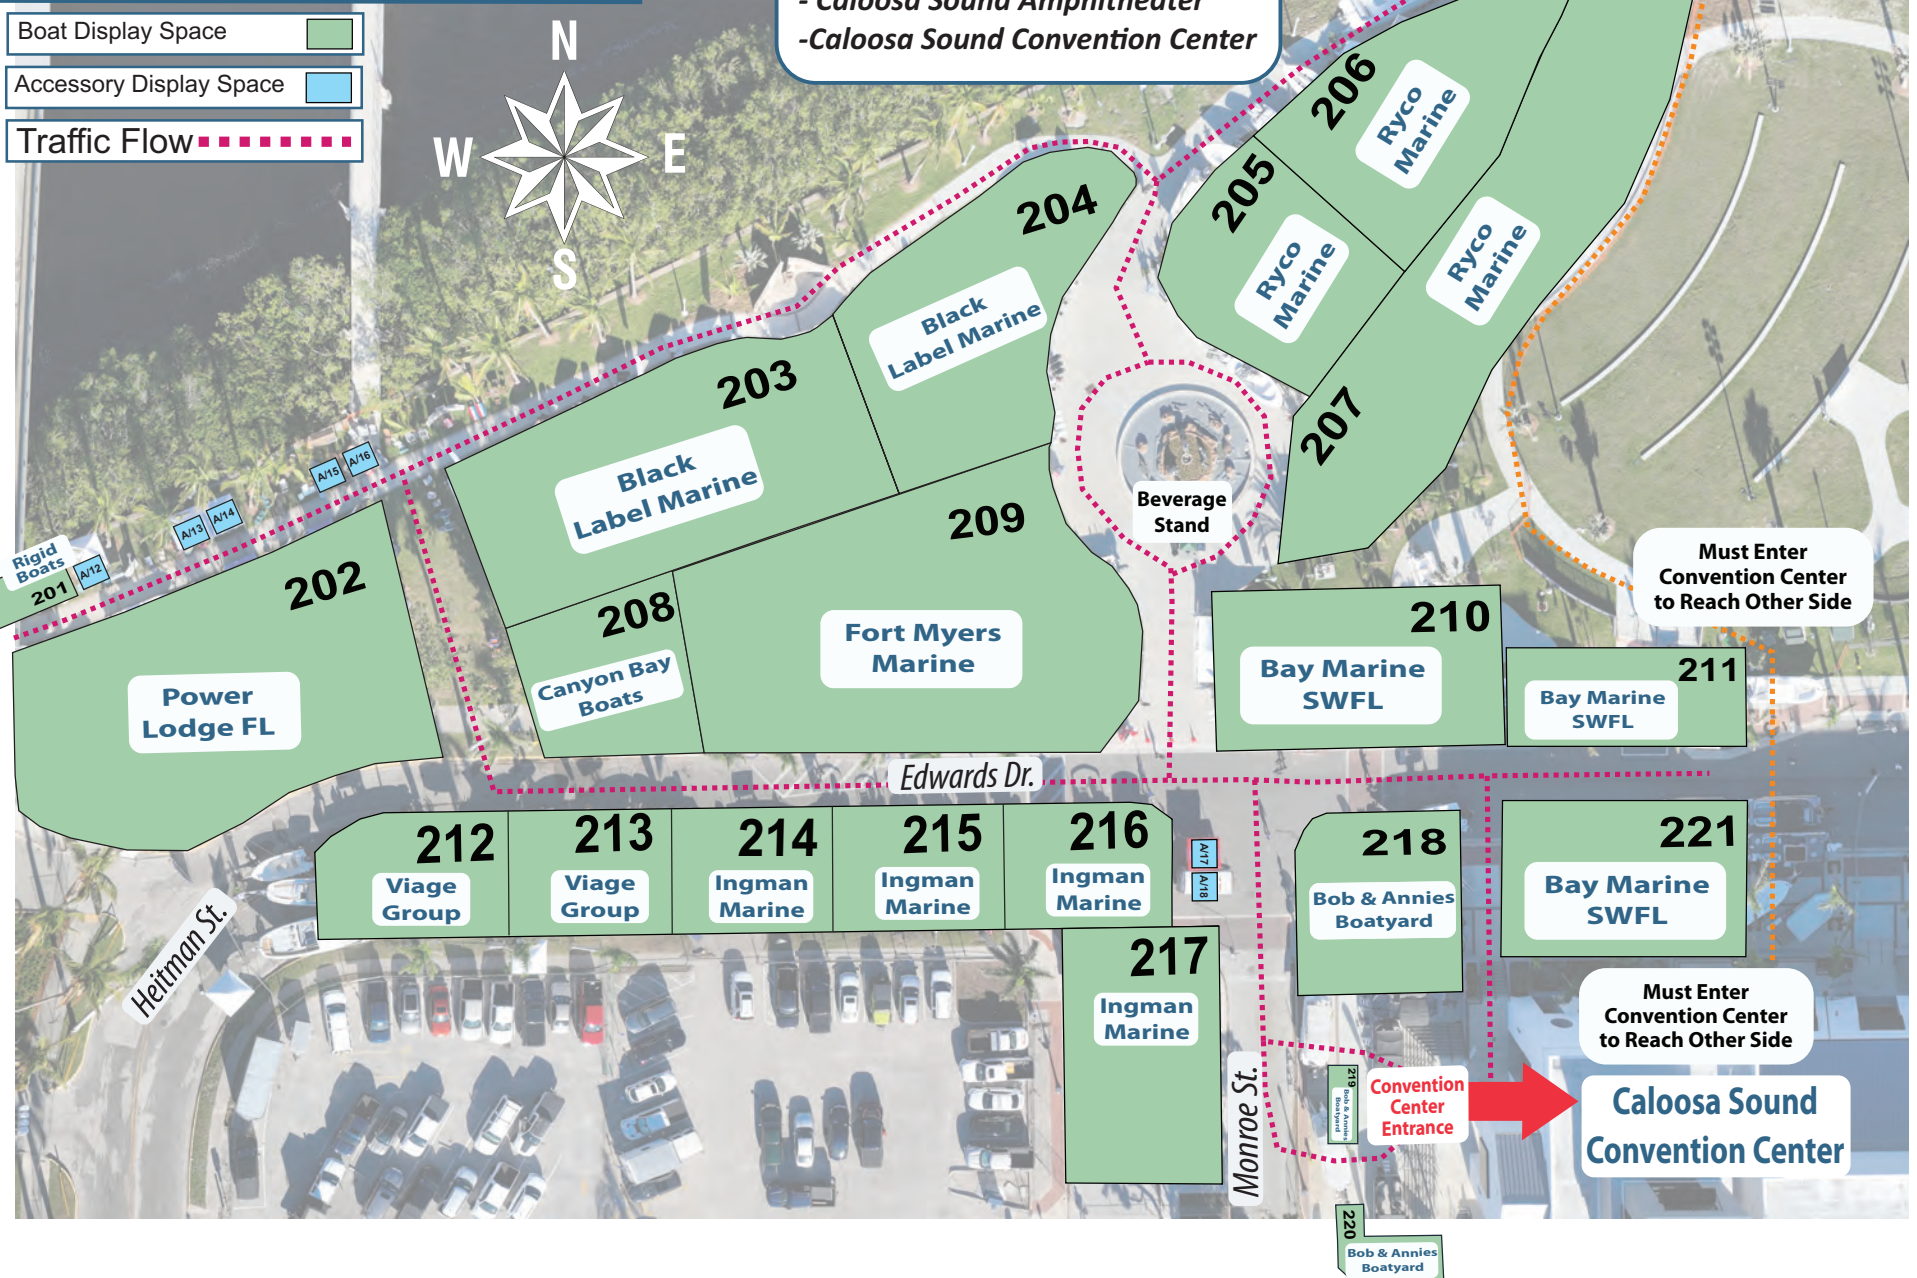 - Caloosa Sound Amphitheater
-Caloosa Sound Convention Center
Boat Display Space
Accessory Display Space
Traffic Flow
N
W
E
S
206
Ryco
Marine
205
Ryco
Marine
Ryco
Marine
207
204
Black
Label Marine
203
Black
Label Marine
A/15
A/16
A/13
A/14
Rigid
Boats
201
A/12
202
Power
Lodge FL
208
Canyon Bay
Boats
209
Fort Myers
Marine
Beverage
Stand
210
Bay Marine
SWFL
211
Bay Marine
SWFL
Must Enter
Convention Center
to Reach Other Side
Edwards Dr.
212
Viage
Group
213
Viage
Group
214
Ingman
Marine
215
Ingman
Marine
216
Ingman
Marine
A/17
A/18
218
Bob & Annies
Boatyard
221
Bay Marine
SWFL
Heitman St.
217
Ingman
Marine
Monroe St.
219
Bob & Annies
Boatyard
Convention
Center
Entrance
Must Enter
Convention Center
to Reach Other Side
Caloosa Sound
Convention Center
220
Bob & Annies
Boatyard